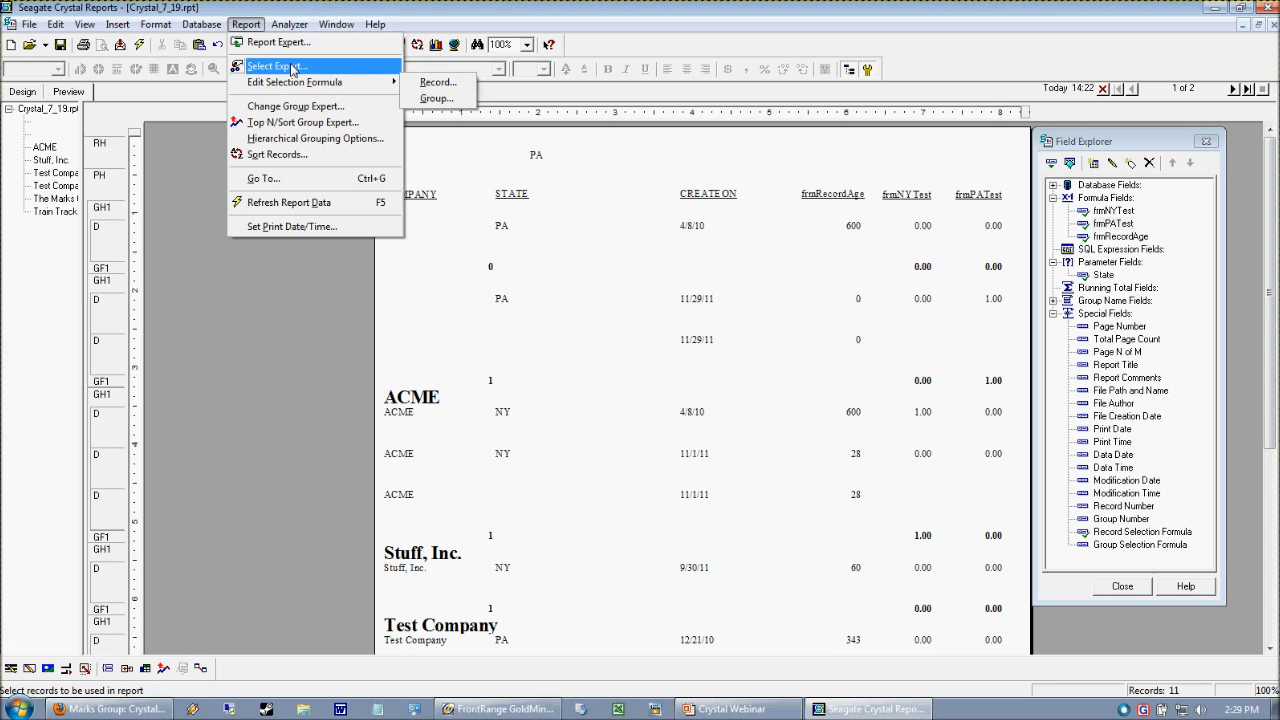 Seagate Crystal Reports - [Crystal_7_19.rpt]
File Edit View Insert Format Database Report Analyzer Window Help
100%
Report Expert...
Select Expert...
Edit Selection Formula
Record...
Group...
Change Group Expert...
Top N/Sort Group Expert...
Hierarchical Grouping Options...
Sort Records...
Go To... Ctrl+G
Refresh Report Data F5
Set Print Date/Time...
Design Preview
Today 14:22 1 of 2
Crystal_7_19.rpt
ACME
Stuff, Inc.
Test Compa
Test Compa
The Marks
Train Track
RH
PH
GH1
D
GF1
GH1
D
D
GF1
GH1
D
D
D
GF1
GH1
D
GF1
GH1
D
PA
MPANY STATE CREATE ON frmRecordAge frmNYTest frmPATest
PA 4/8/10 600 0.00 0.00
0 0.00 0.00
PA 11/29/11 0 0.00 1.00
11/29/11 0
1 0.00 1.00
ACME
ACME NY 4/8/10 600 1.00 0.00
ACME NY 11/1/11 28 0.00 0.00
ACME 11/1/11 28
1 1.00 0.00
Stuff, Inc.
Stuff, Inc. NY 9/30/11 60 0.00 0.00
1 0.00 0.00
Test Company
Test Company PA 12/21/10 343 0.00 0.00
Field Explorer
Database Fields:
Formula Fields:
frmNYTest
frmPATest
frmRecordAge
SQL Expression Fields:
Parameter Fields:
State
Running Total Fields:
Group Name Fields:
Special Fields:
Page Number
Total Page Count
Page N of M
Report Title
Report Comments
File Path and Name
File Author
File Creation Date
Print Date
Print Time
Data Date
Data Time
Modification Date
Modification Time
Record Number
Group Number
Record Selection Formula
Group Selection Formula
Close Help
Select records to be used in report
Records: 11 100%
Marks Group: Crystal... FrontRange GoldMin... Crystal Webinar Seagate Crystal Repo... 2:29 PM